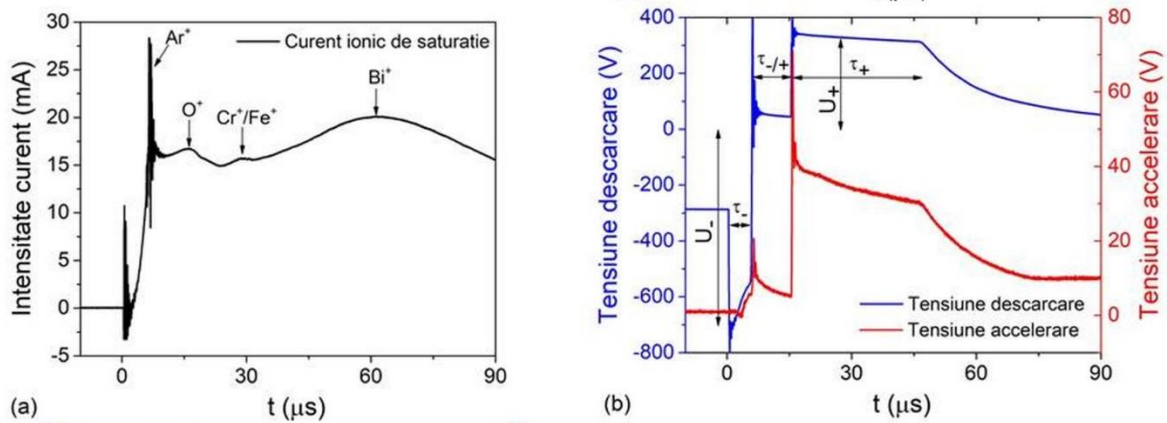 Intensitate curent (mA)
30
25
20
15
10
5
0
-5
Ar⁺
O⁺
Cr⁺/Fe⁺
Bi⁺
Curent ionic de saturatie
0 30 60 90
t (μs)
(a)
Tensiune descarcare (V)
400
200
0
-200
-400
-600
-800
τ-/+
τ+
U+
τ-
U-
Tensiune descarcare
Tensiune accelerare
80
60
40
20
0
Tensiune accelerare (V)
0 30 60 90
t (μs)
(b)